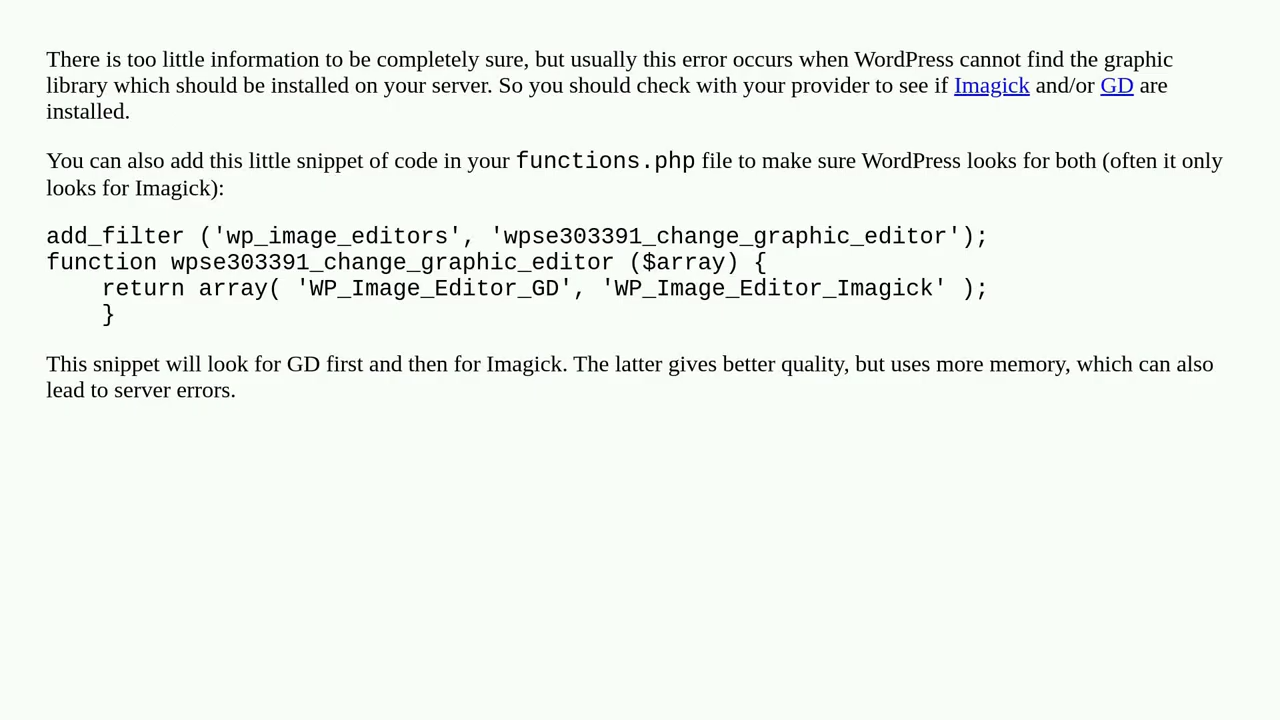 There is too little information to be completely sure, but usually this error occurs when WordPress cannot find the graphic
library which should be installed on your server. So you should check with your provider to see if Imagick and/or GD are
installed.
You can also add this little snippet of code in your functions.php file to make sure WordPress looks for both (often it only
looks for Imagick):
add_filter ('wp_image_editors', 'wpse303391_change_graphic_editor');
function wpse303391_change_graphic_editor ($array) {
    return array( 'WP_Image_Editor_GD', 'WP_Image_Editor_Imagick' );
    }
This snippet will look for GD first and then for Imagick. The latter gives better quality, but uses more memory, which can also
lead to server errors.